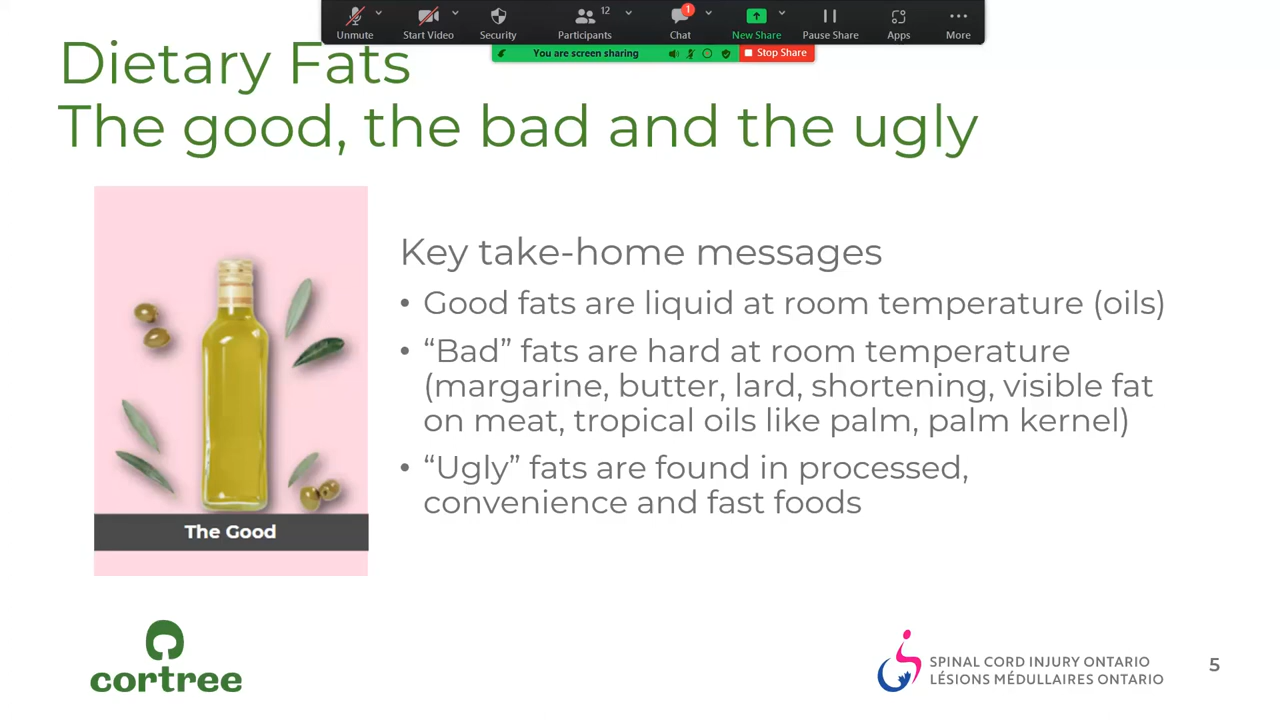 12
1
Unmute
Start Video
Security
Participants
Chat
New Share
Pause Share
Apps
More
You are screen sharing
Stop Share
Dietary Fats
The good, the bad and the ugly
Key take-home messages
• Good fats are liquid at room temperature (oils)
• “Bad” fats are hard at room temperature
(margarine, butter, lard, shortening, visible fat
on meat, tropical oils like palm, palm kernel)
• “Ugly” fats are found in processed,
convenience and fast foods
The Good
cortree
SPINAL CORD INJURY ONTARIO
LÉSIONS MÉDULLAIRES ONTARIO
5